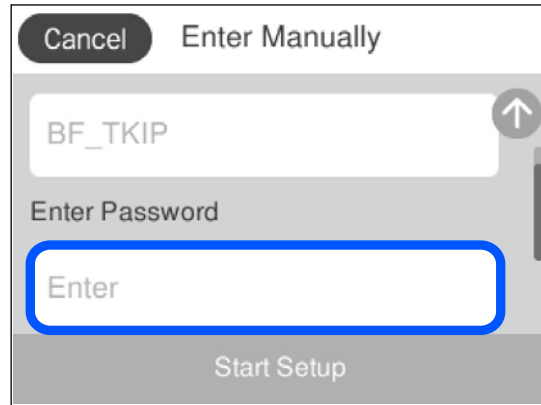 Cancel Enter Manually
BF_TKIP
Enter Password
Enter
Start Setup